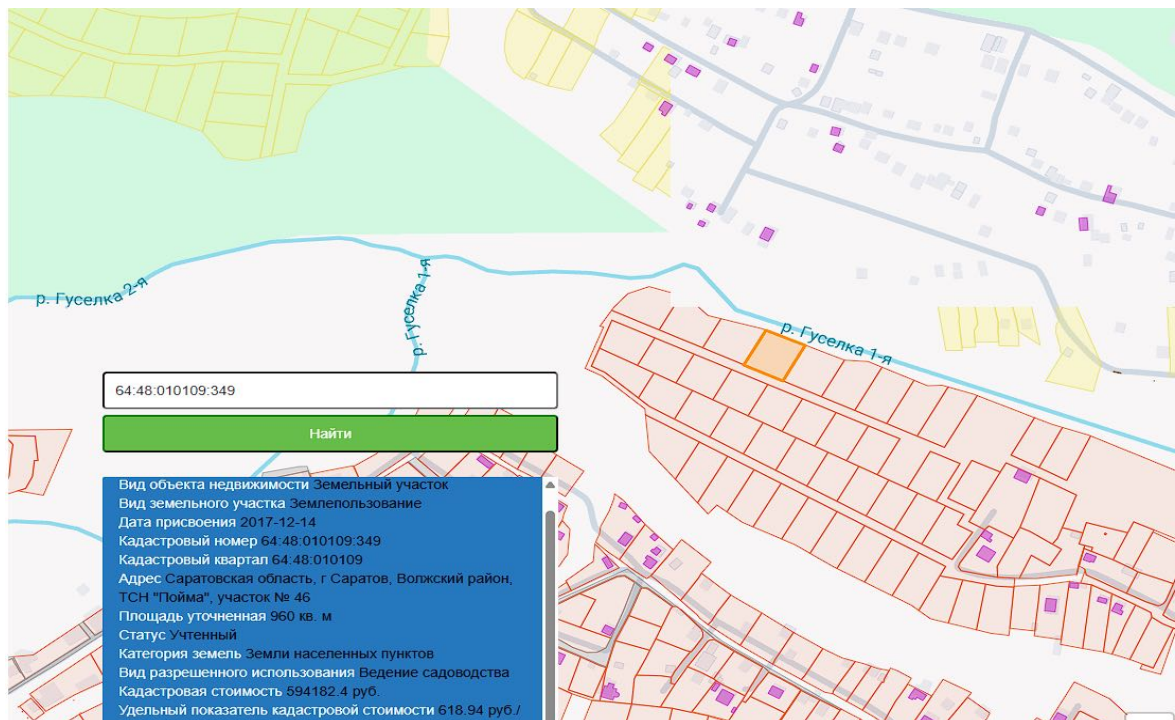 р. Гуселка 2-я
р. Гуселка 1-я
р. Гуселка 1-я
64:48:010109:349
Найти
Вид объекта недвижимости Земельный участок
Вид земельного участка Землепользование
Дата присвоения 2017-12-14
Кадастровый номер 64:48:010109:349
Кадастровый квартал 64:48:010109
Адрес Саратовская область, г Саратов, Волжский район,
ТСН "Пойма", участок № 46
Площадь уточненная 960 кв. м
Статус Учтенный
Категория земель Земли населенных пунктов
Вид разрешенного использования Ведение садоводства
Кадастровая стоимость 594182.4 руб.
Удельный показатель кадастровой стоимости 618.94 руб./